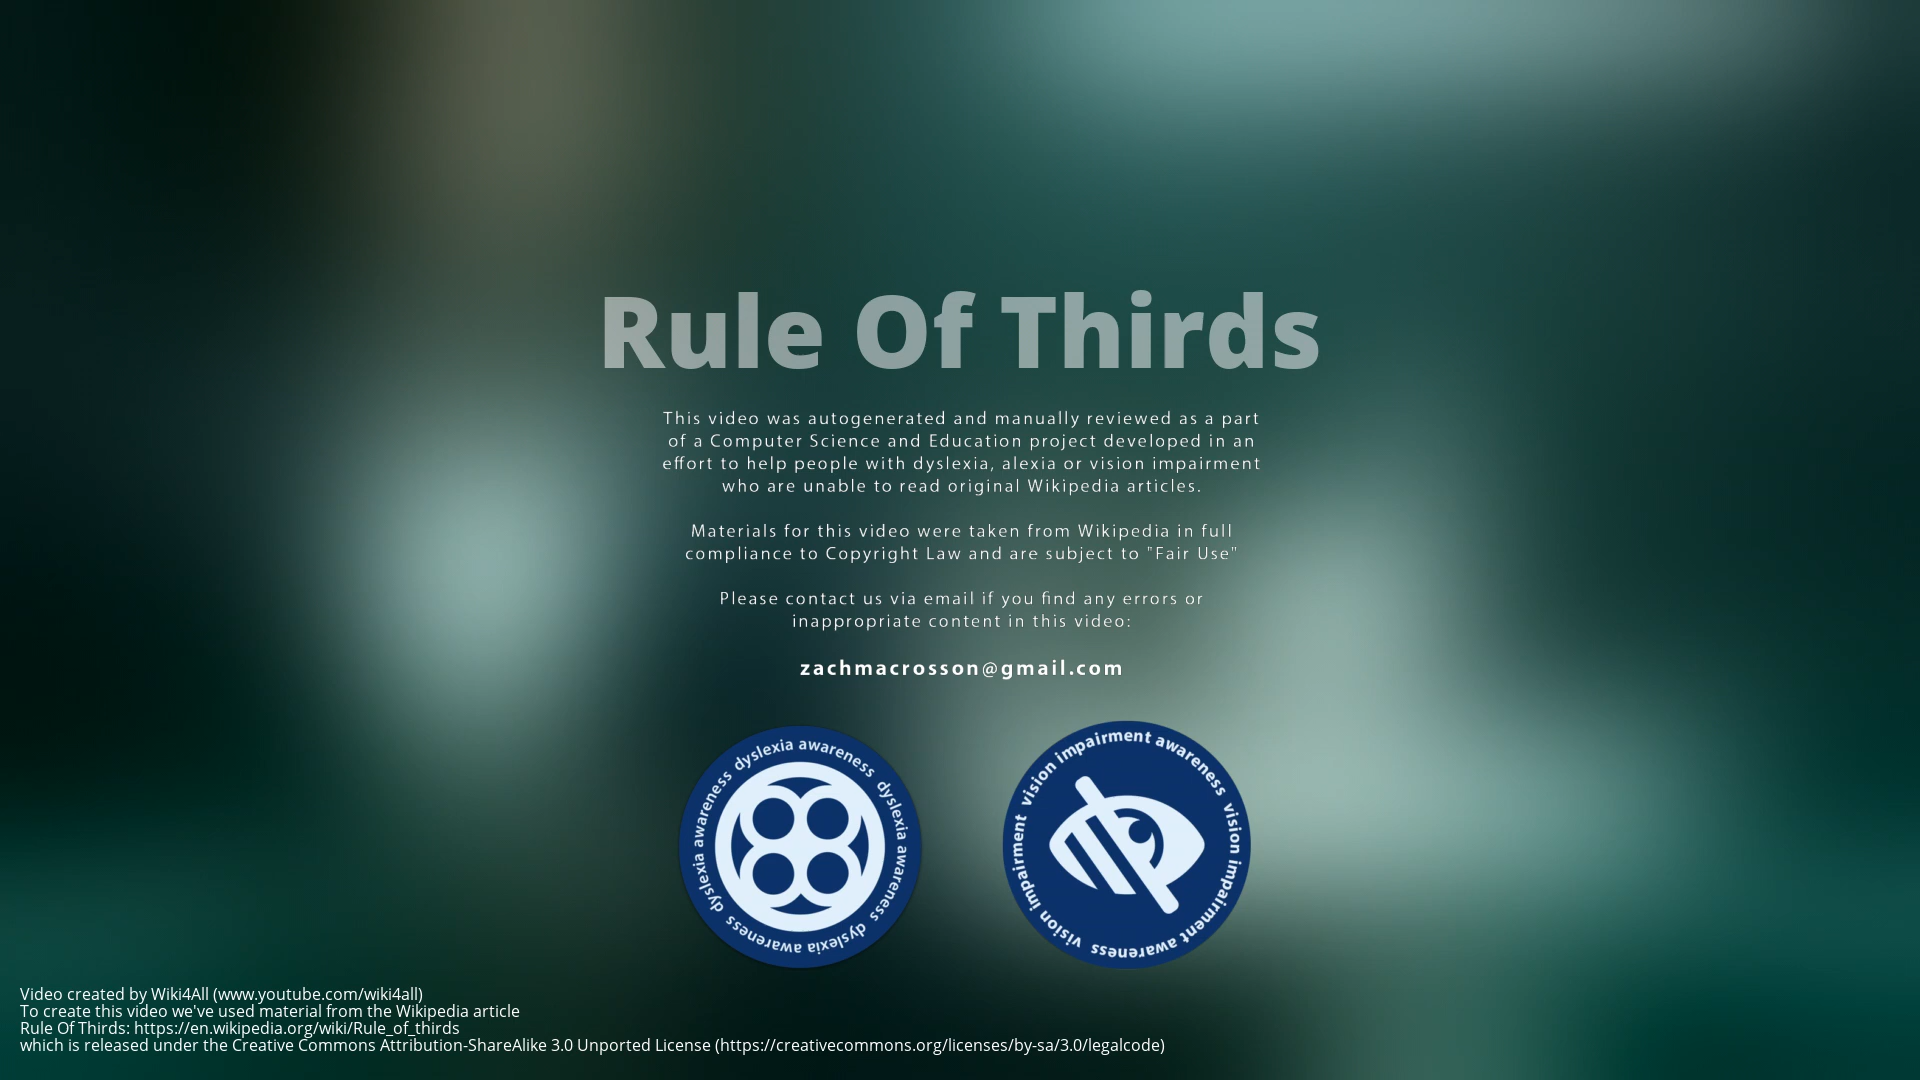 Rule Of Thirds
This video was autogenerated and manually reviewed as a part
of a Computer Science and Education project developed in an
effort to help people with dyslexia, alexia or vision impairment
who are unable to read original Wikipedia articles.
Materials for this video were taken from Wikipedia in full
compliance to Copyright Law and are subject to "Fair Use"
Please contact us via email if you find any errors or
inappropriate content in this video:
zachmacrosson@gmail.com
dyslexia awareness dyslexia awareness dyslexia awareness dyslexia awareness
vision impairment awareness vision impairment awareness vision impairment
Video created by Wiki4All (www.youtube.com/wiki4all)
To create this video we've used material from the Wikipedia article
Rule Of Thirds: https://en.wikipedia.org/wiki/Rule_of_thirds
which is released under the Creative Commons Attribution-ShareAlike 3.0 Unported License (https://creativecommons.org/licenses/by-sa/3.0/legalcode)